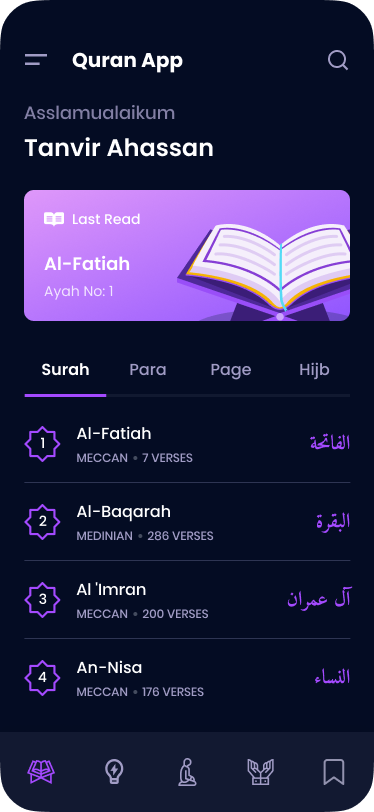 Quran App
Asslamualaikum
Tanvir Ahassan
Last Read
Al-Fatiah
Ayah No: 1
Surah Para Page Hijb
1 Al-Fatiah الفاتحة
MECCAN • 7 VERSES
2 Al-Baqarah البقرة
MEDINIAN • 286 VERSES
3 Al 'Imran آل عمران
MECCAN • 200 VERSES
4 An-Nisa النساء
MECCAN • 176 VERSES